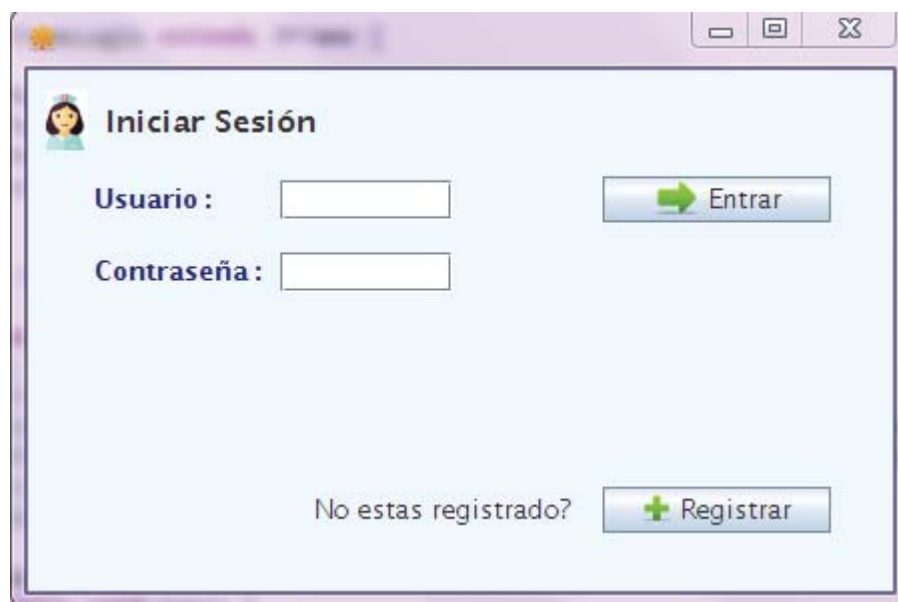 Iniciar Sesión
Usuario :
Entrar
Contraseña :
No estas registrado?
Registrar